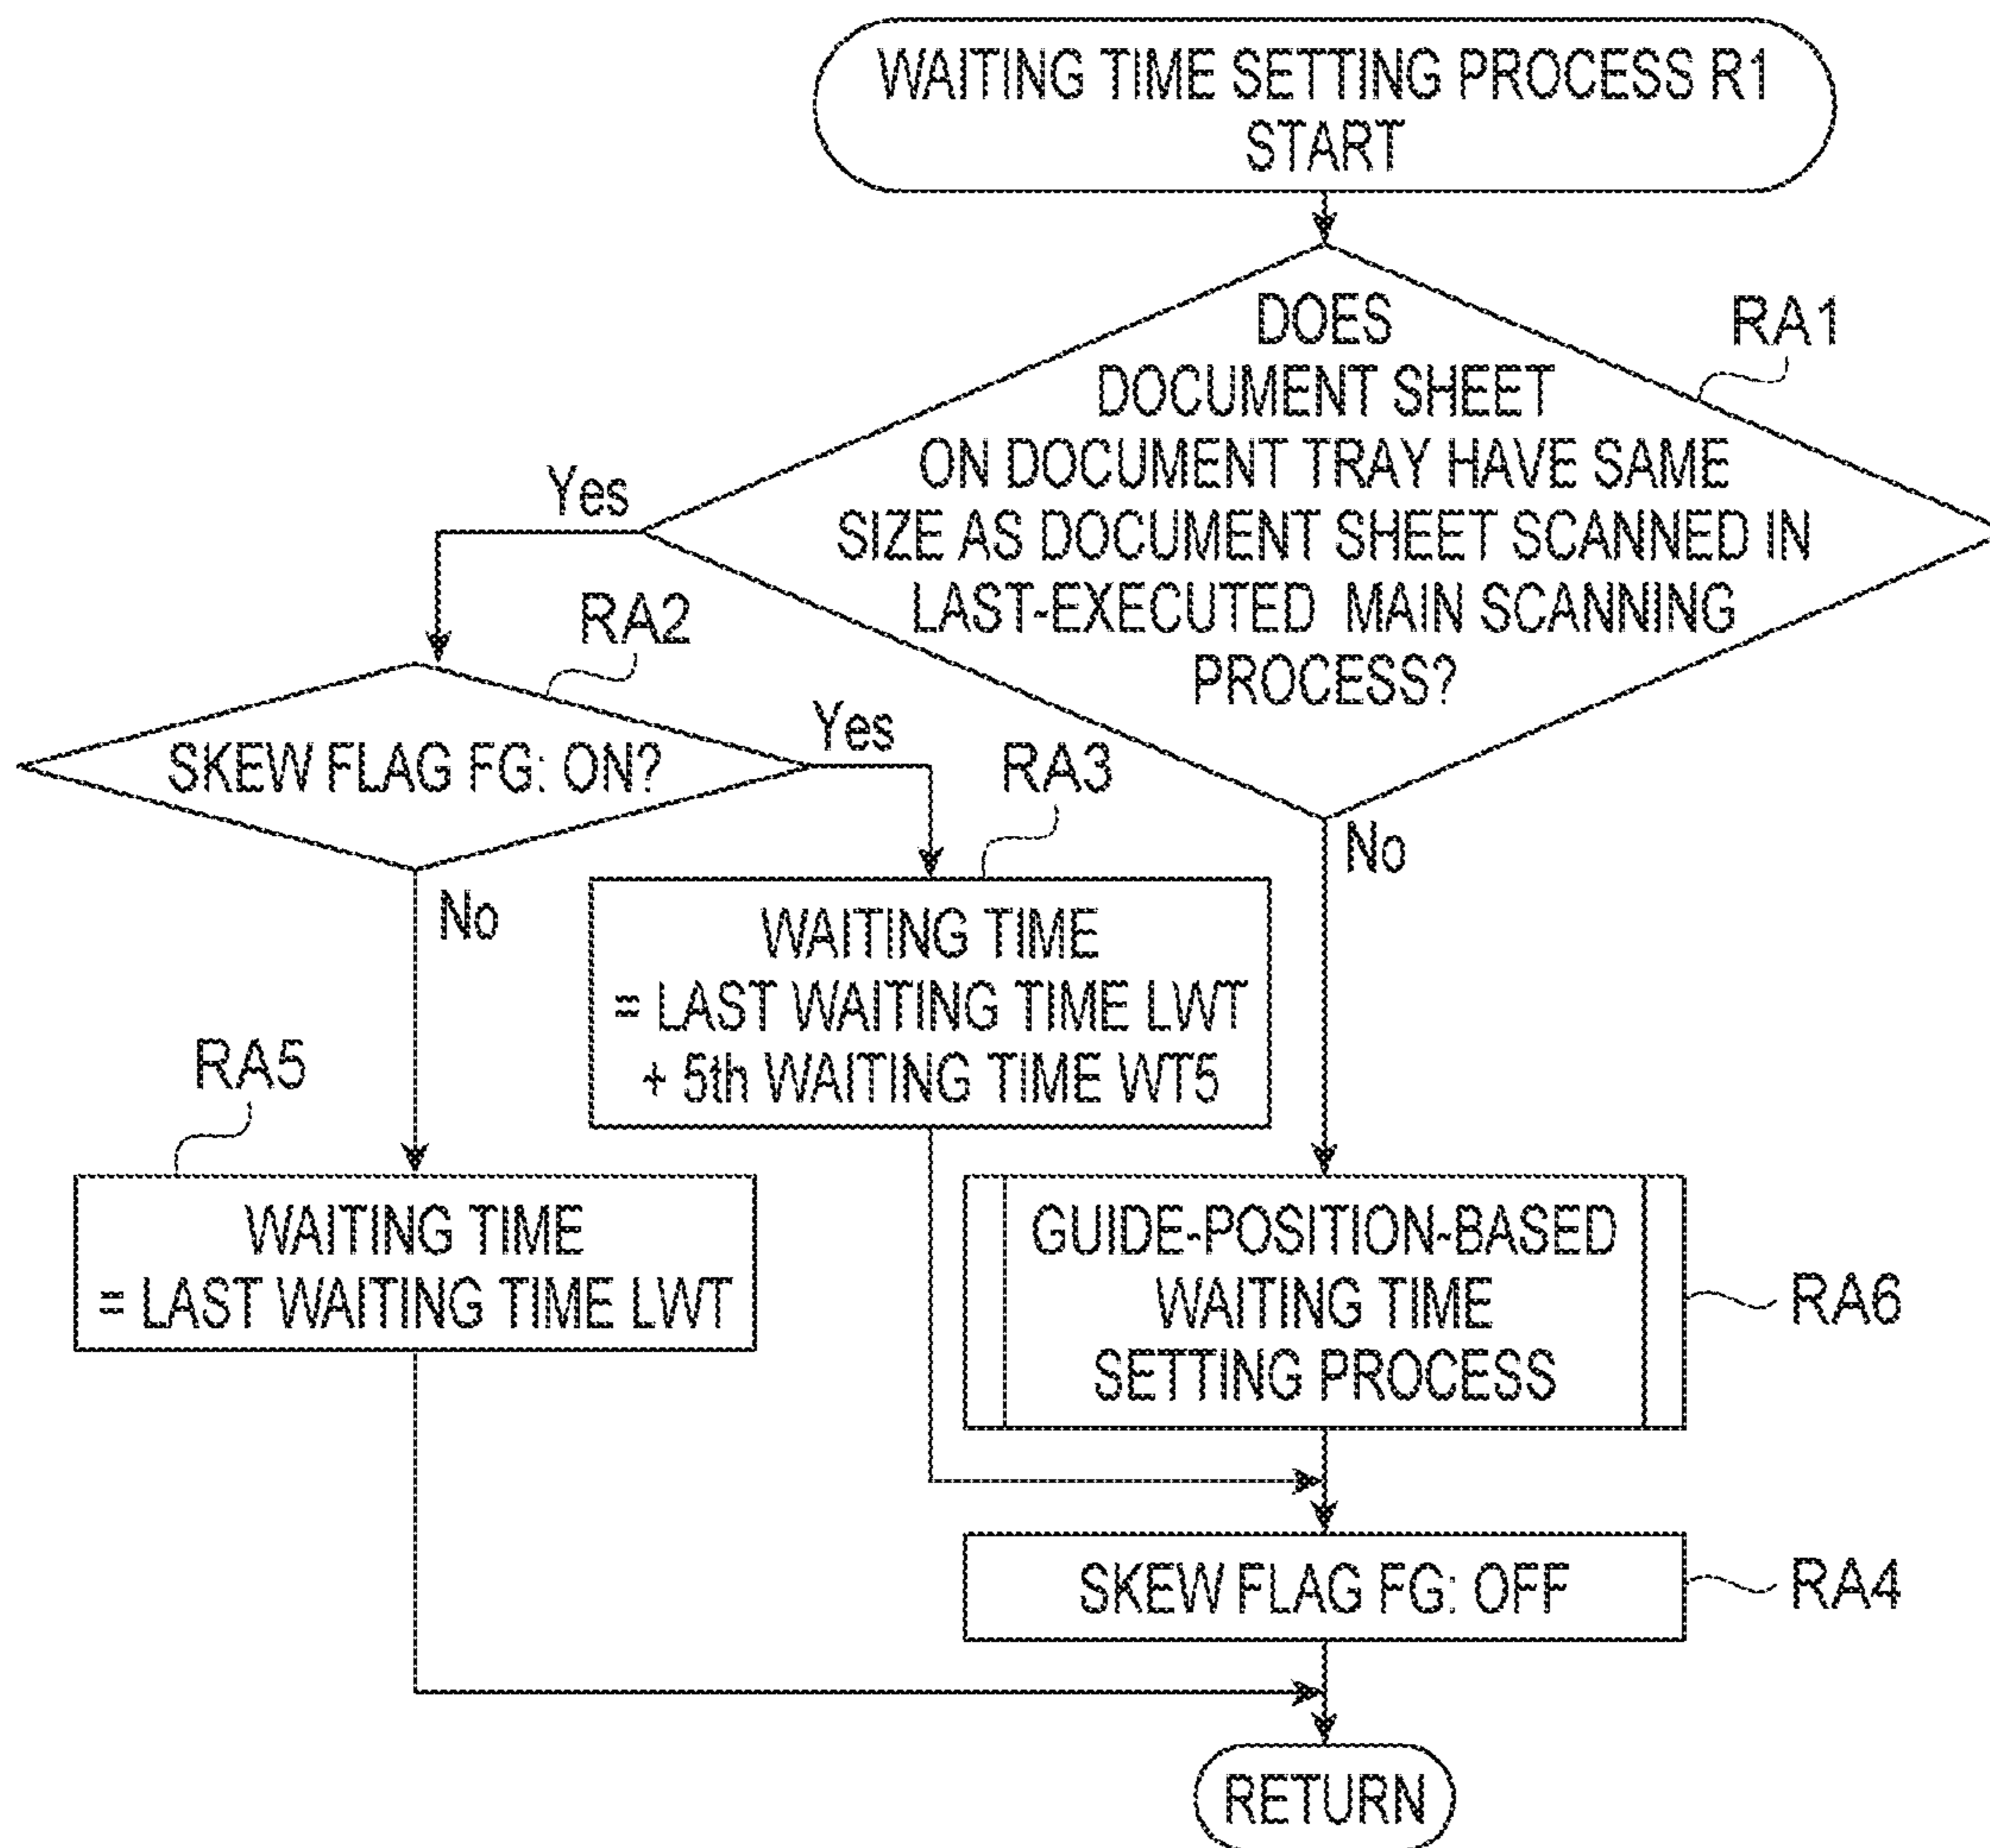 WAITING TIME SETTING PROCESS R1
START
DOES
DOCUMENT SHEET
ON DOCUMENT TRAY HAVE SAME
SIZE AS DOCUMENT SHEET SCANNED IN
LAST-EXECUTED MAIN SCANNING
PROCESS?
RA1
Yes
No
RA2
SKEW FLAG FG: ON?
Yes
No
RA3
WAITING TIME
= LAST WAITING TIME LWT
+ 5th WAITING TIME WT5
RA5
WAITING TIME
= LAST WAITING TIME LWT
GUIDE-POSITION-BASED
WAITING TIME
SETTING PROCESS
RA6
SKEW FLAG FG: OFF
RA4
RETURN